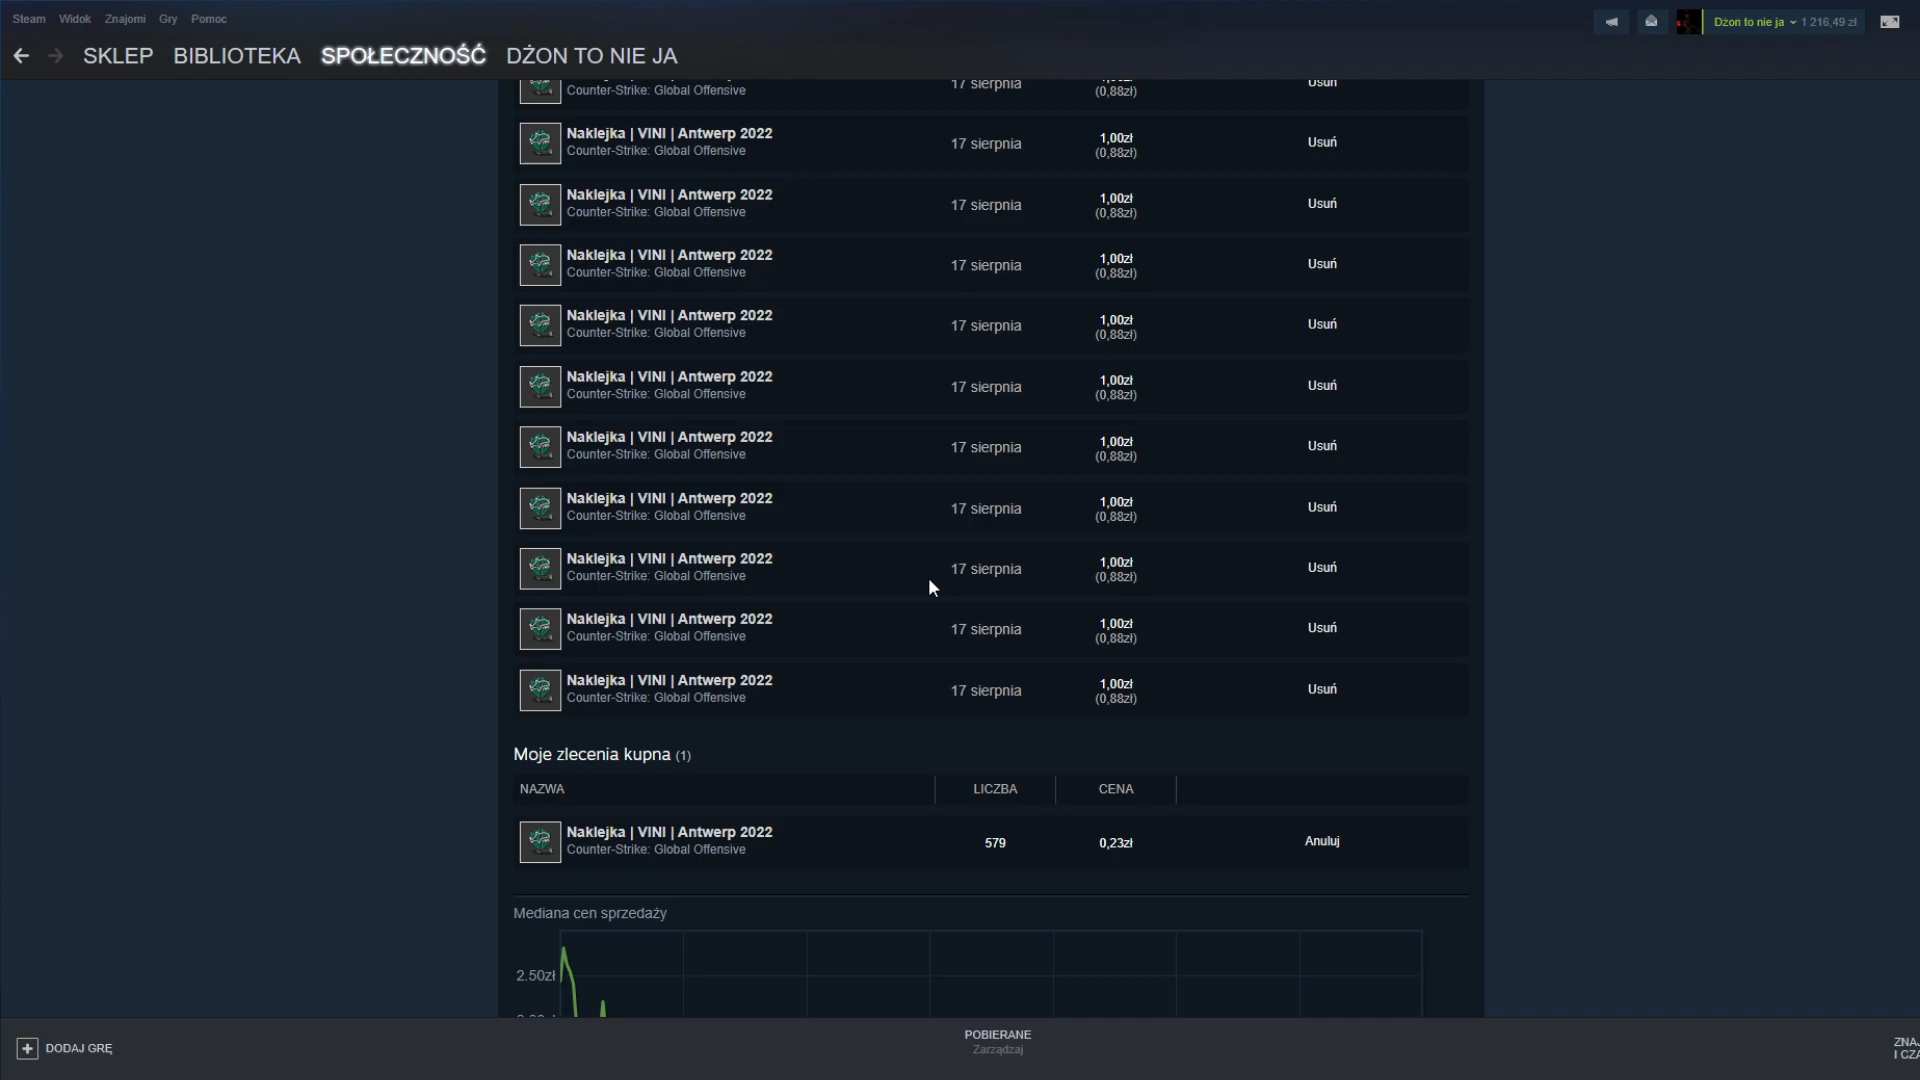 Steam Widok Znajomi Gry Pomoc
Dżon to nie ja 1 216,49 zł
SKLEP BIBLIOTEKA SPOŁECZNOŚĆ DŻON TO NIE JA
Counter-Strike: Global Offensive 17 sierpnia (0,88zł) Usuń
Naklejka | VINI | Antwerp 2022
Counter-Strike: Global Offensive
17 sierpnia
1,00zł
(0,88zł)
Usuń
Naklejka | VINI | Antwerp 2022
Counter-Strike: Global Offensive
17 sierpnia
1,00zł
(0,88zł)
Usuń
Naklejka | VINI | Antwerp 2022
Counter-Strike: Global Offensive
17 sierpnia
1,00zł
(0,88zł)
Usuń
Naklejka | VINI | Antwerp 2022
Counter-Strike: Global Offensive
17 sierpnia
1,00zł
(0,88zł)
Usuń
Naklejka | VINI | Antwerp 2022
Counter-Strike: Global Offensive
17 sierpnia
1,00zł
(0,88zł)
Usuń
Naklejka | VINI | Antwerp 2022
Counter-Strike: Global Offensive
17 sierpnia
1,00zł
(0,88zł)
Usuń
Naklejka | VINI | Antwerp 2022
Counter-Strike: Global Offensive
17 sierpnia
1,00zł
(0,88zł)
Usuń
Naklejka | VINI | Antwerp 2022
Counter-Strike: Global Offensive
17 sierpnia
1,00zł
(0,88zł)
Usuń
Naklejka | VINI | Antwerp 2022
Counter-Strike: Global Offensive
17 sierpnia
1,00zł
(0,88zł)
Usuń
Naklejka | VINI | Antwerp 2022
Counter-Strike: Global Offensive
17 sierpnia
1,00zł
(0,88zł)
Usuń
Moje zlecenia kupna (1)
NAZWA LICZBA CENA
Naklejka | VINI | Antwerp 2022
Counter-Strike: Global Offensive
579
0,23zł
Anuluj
Mediana cen sprzedaży
2.50zł
DODAJ GRĘ
POBIERANE
Zarządzaj
ZNAJ
I CZA